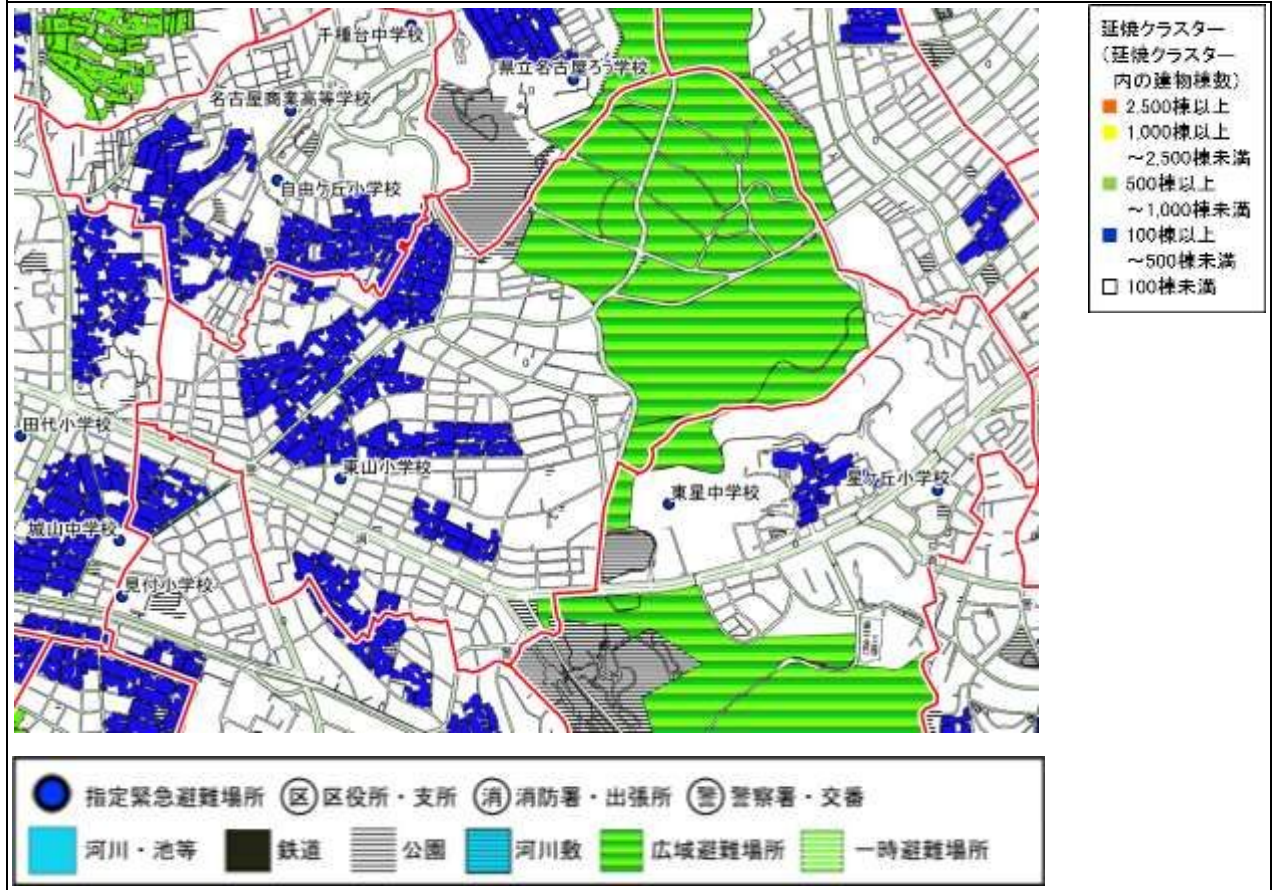 千種台中学校
県立名古屋ろう学校
名古屋商業高等学校
自由ケ丘小学校
田代小学校
東山小学校
星ケ丘小学校
東星中学校
城山中学校
見付小学校
消
延焼クラスター
(延焼クラスター
内の建物棟数)
2,500棟以上
1,000棟以上
～2,500棟未満
500棟以上
～1,000棟未満
100棟以上
～500棟未満
100棟未満
指定緊急避難場所 区 区役所・支所 消 消防署・出張所 警 警察署・交番
河川・池等 鉄道 公園 河川敷 広域避難場所 一時避難場所